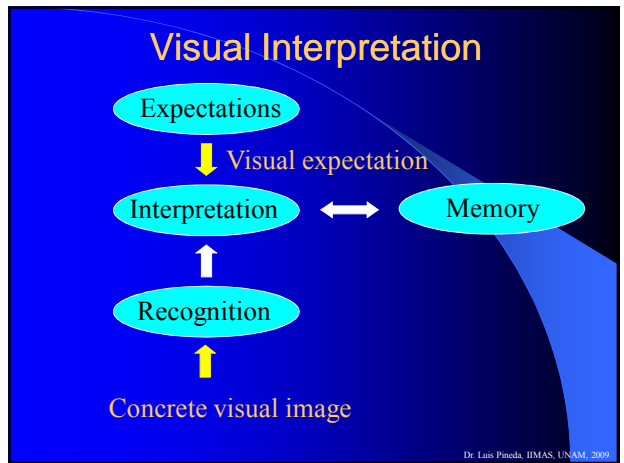 Visual Interpretation
Expectations
Visual expectation
Interpretation
Memory
Recognition
Concrete visual image
Dr. Luis Pineda, IIMAS, UNAM, 2009